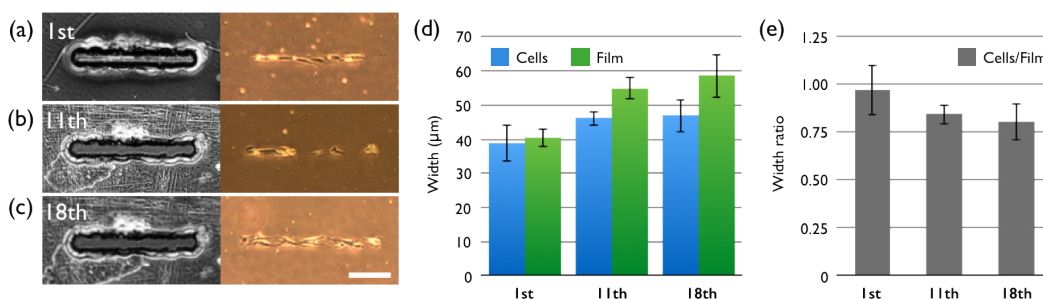 (a) 1st
(b) 11th
(c) 18th
(d)
Cells Film
Width (μm)
70
60
50
40
30
20
10
0
1st 11th 18th
(e)
Cells/Film
Width ratio
1.25
1.00
0.75
0.50
0.25
0
1st 11th 18th